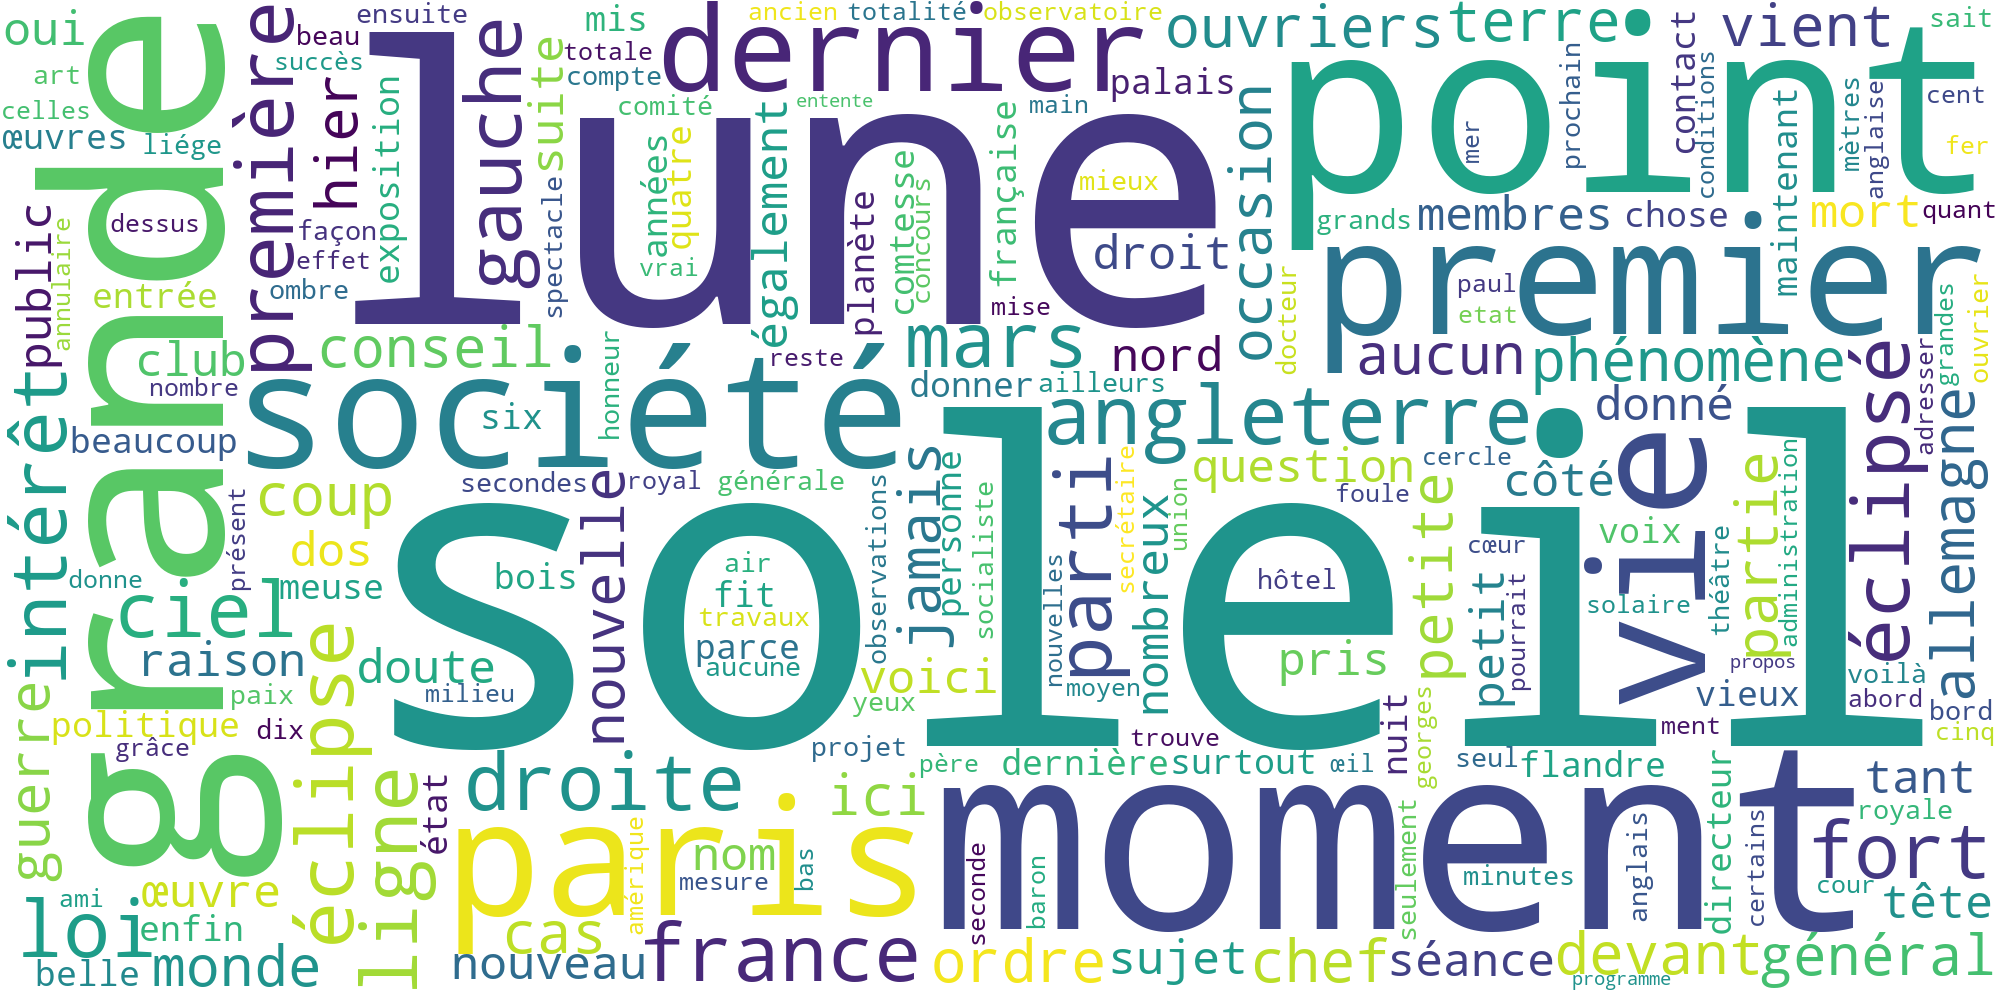 oui
art
celles
œuvres
liége
grande
première
beau
succès
hier
façon
effet
ombre
ensuite
exposition
lune
gauche
suite
spectacle
mis
totale
compte
comité
années
quatre
vrai
dernier
ancien
totalité
observatoire
palais
également
entente
planète
comtesse
concours
française
main
mieux
mise
droit
ouvriers
terre
vient
sait
point
occasion
docteur
mer
prochain
contact
conditions
maintenant
mètres
anglaise
cent
fer
grands
membres
chose
mort
quant
premier
paul
etat
grandes
ouvrier
public
annulaire
dessus
entrée
club
nombre
conseil
société
six
honneur
reste
mars
nord
donner
ailleurs
aucun
phénomène
angleterre
donné
éclipsé
adresser
allemagne
intérêt
beaucoup
coup
dos
meuse
bois
secondes
royal
générale
nouvelle
présent
donne
ciel
raison
paix
soleil
air
fit
travaux
parce
aucune
observations
jamais
personne
socialiste
nouvelles
parti
secrétaire
nombreux
union
question
foule
cercle
côté
hôtel
pris
petite
cœur
petit
pourrait
voix
solaire
vie
théâtre
partie
administration
propos
vieux
voilà
abord
bord
cinq
guerre
politique
grâce
dix
éclipse
doute
milieu
voici
yeux
moyen
projet
trouve
nuit
georges
seul
ment
flandre
père
dernière
surtout
œil
ligne
état
droite
paris
nom
mesure
bas
amérique
ici
moment
seconde
baron
seulement
minutes
anglais
directeur
certains
tant
royale
fort
cour
tête
ami
œuvre
loi
enfin
belle
monde
cas
nouveau
france
ordre
sujet
chef
séance
devant
programme
général